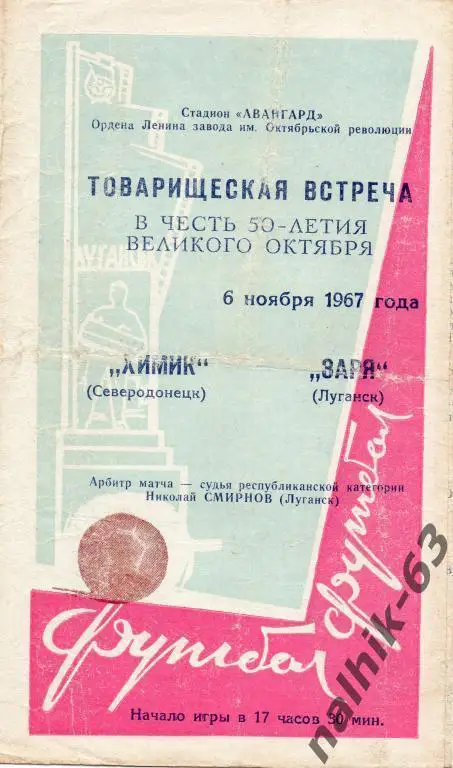 Стадион «АВАНГАРД»
Ордена Ленина завода им. Октябрьской революции
ТОВАРИЩЕСКАЯ ВСТРЕЧА
В ЧЕСТЬ 50-ЛЕТИЯ
ВЕЛИКОГО ОКТЯБРЯ
ЛУГАНСК
6 ноября 1967 года
„ХИМИК" „ЗАРЯ"
(Северодонецк) (Луганск)
Арбитр матча — судья республиканской категории
Николай СМИРНОВ (Луганск)
футбол
футбол
Начало игры в 17 часов 30 мин.
nalhik-63